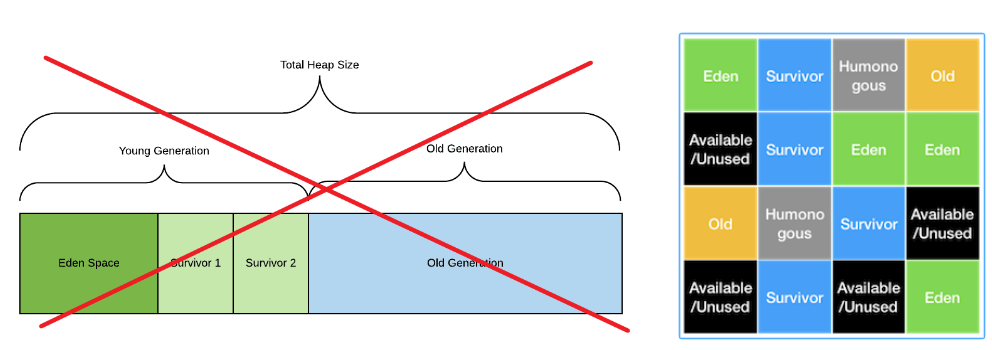 Total Heap Size
Young Generation
Old Generation
Eden Space
Survivor 1
Survivor 2
Old Generation
Eden
Survivor
Humono
gous
Old
Available
/Unused
Survivor
Eden
Eden
Old
Humono
gous
Survivor
Available
/Unused
Available
/Unused
Survivor
Available
/Unused
Eden